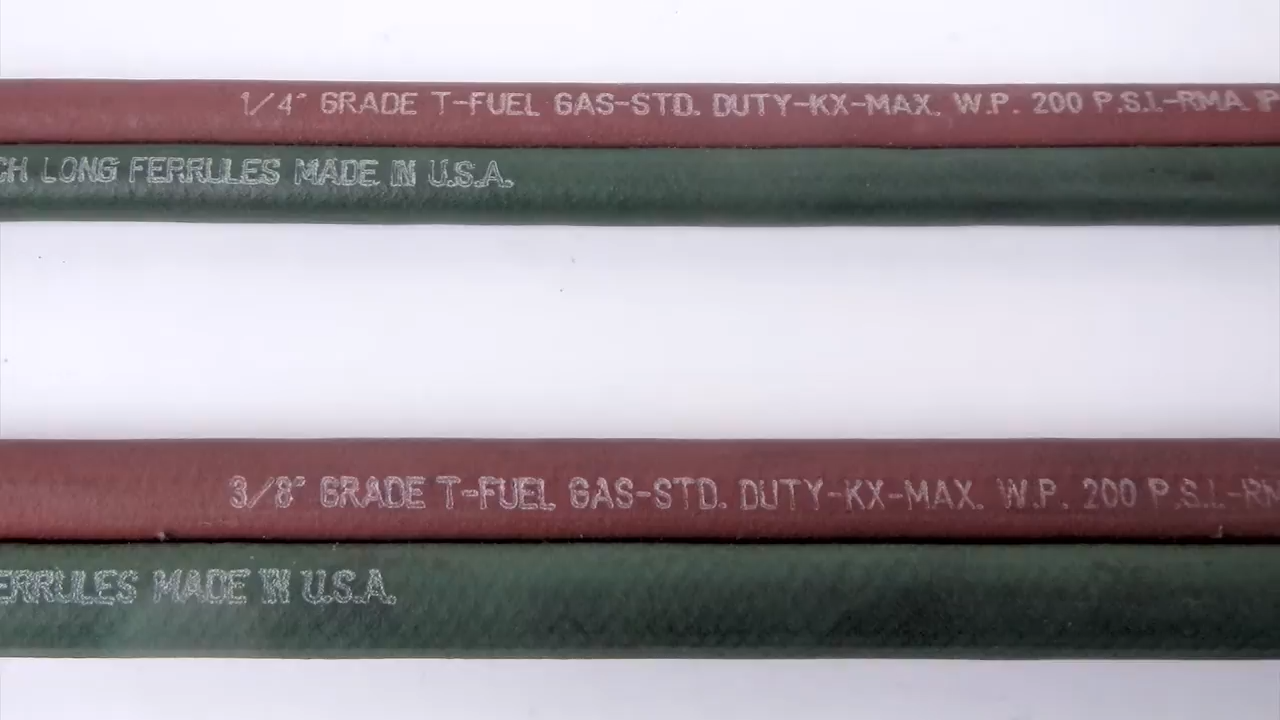 1/4" GRADE T-FUEL GAS-STD. DUTY-KX-MAX. W.P. 200 P.S.I.-RMA
LONG FERRULES MADE IN U.S.A.
3/8" GRADE T-FUEL GAS-STD. DUTY-KX-MAX. W.P. 200 P.S.I.-
MADE IN U.S.A.